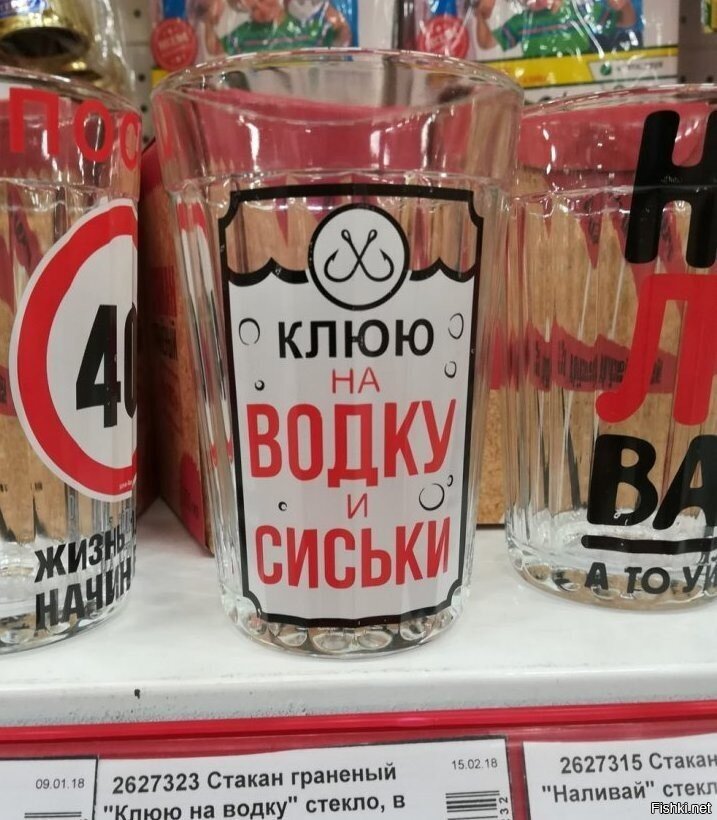 ПОС
40
ЖИЗНЬ
НАЧИН
КЛЮЮ
НА
ВОДКУ
И
СИСЬКИ
Н
Л
ВА
А ТО УЙ
09.01.18
2627323 Стакан граненый
"Клюю на водку" стекло, в
15.02.18
2627315 Стакан
"Наливай" стекл
Fishki.net